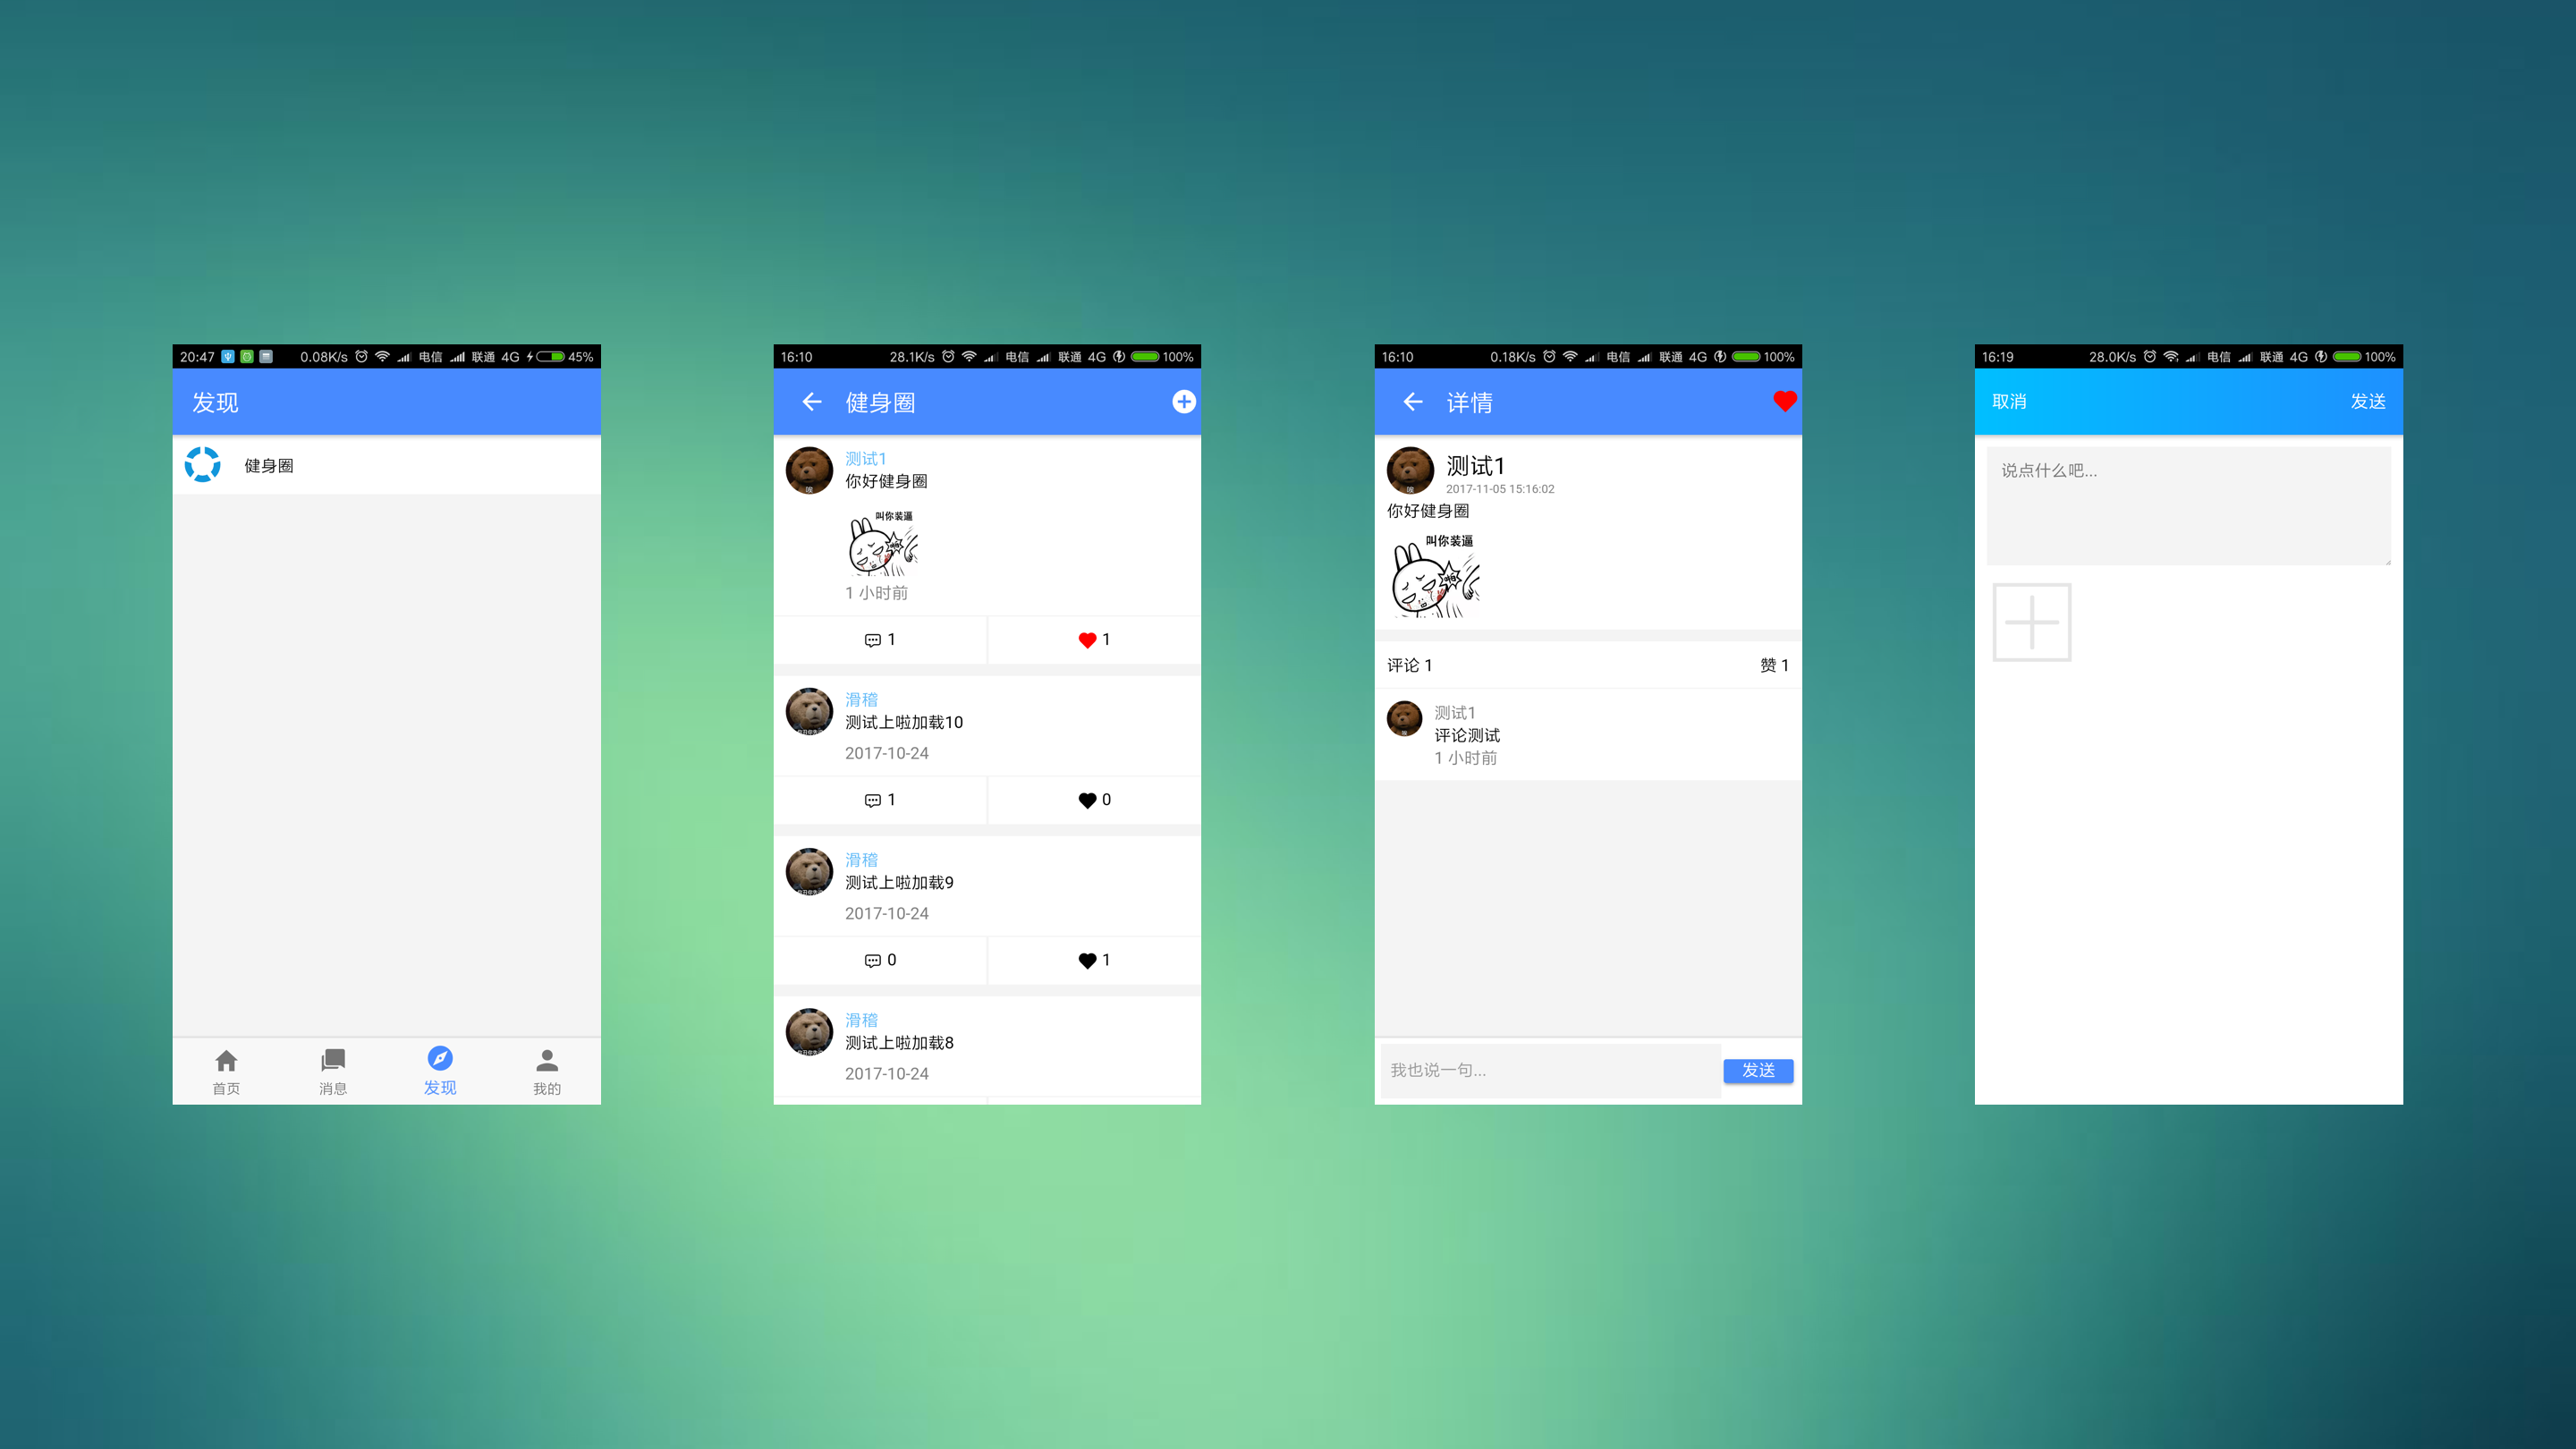 20:47 0.08K/s 电信 联通 4G 45%
发现
健身圈
首页 消息 发现 我的
16:10 28.1K/s 电信 联通 4G 100%
健身圈
测试1
你好健身圈
叫你装逼
啪
1 小时前
1 1
滑稽
测试上啦加载10
2017-10-24
1 0
滑稽
测试上啦加载9
2017-10-24
0 1
滑稽
测试上啦加载8
2017-10-24
16:10 0.18K/s 电信 联通 4G 100%
详情
测试1
2017-11-05 15:16:02
你好健身圈
叫你装逼
啪
评论 1 赞 1
测试1
评论测试
1 小时前
我也说一句... 发送
16:19 28.0K/s 电信 联通 4G 100%
取消 发送
说点什么吧...